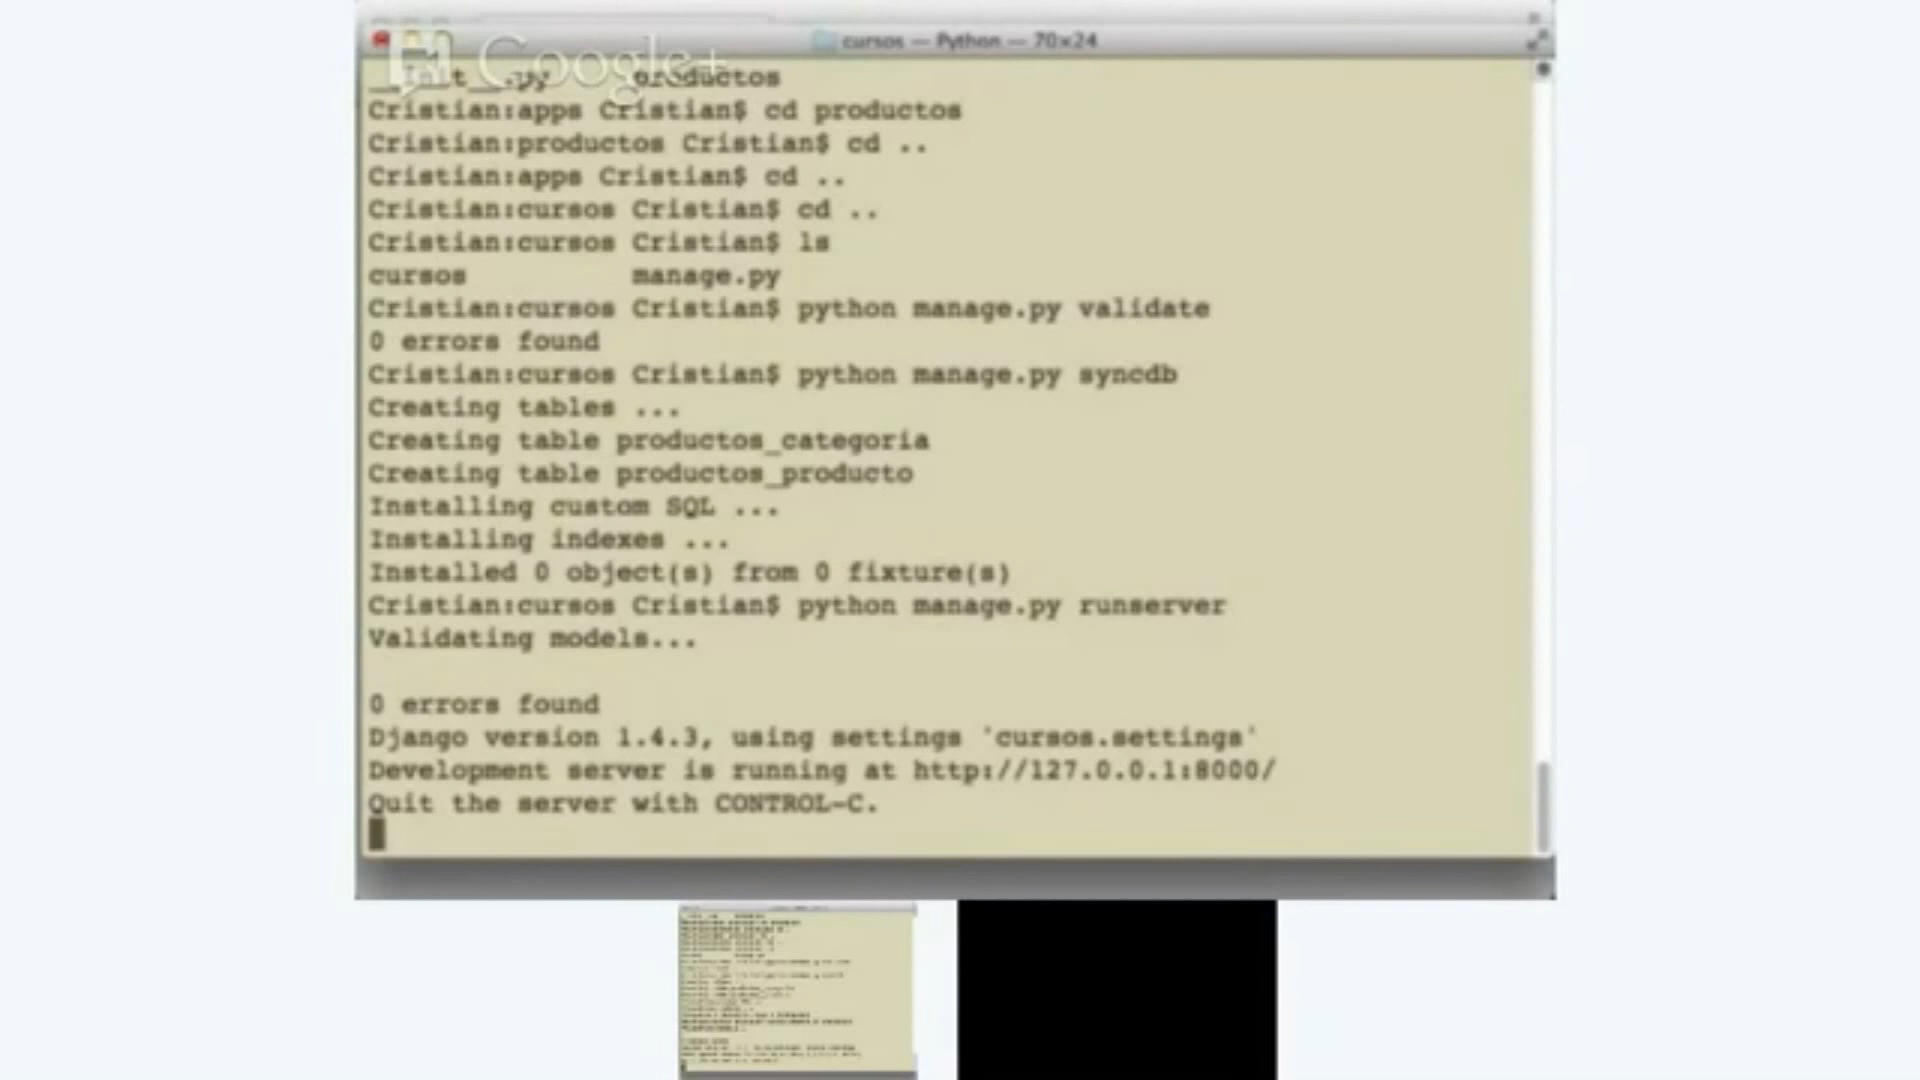 cursos — Python — 70×24
Google+
__init__.py productos
Cristian:apps Cristian$ cd productos
Cristian:productos Cristian$ cd ..
Cristian:apps Cristian$ cd ..
Cristian:cursos Cristian$ cd ..
Cristian:cursos Cristian$ ls
cursos manage.py
Cristian:cursos Cristian$ python manage.py validate
0 errors found
Cristian:cursos Cristian$ python manage.py syncdb
Creating tables ...
Creating table productos_categoria
Creating table productos_producto
Installing custom SQL ...
Installing indexes ...
Installed 0 object(s) from 0 fixture(s)
Cristian:cursos Cristian$ python manage.py runserver
Validating models...
0 errors found
Django version 1.4.3, using settings 'cursos.settings'
Development server is running at http://127.0.0.1:8000/
Quit the server with CONTROL-C.